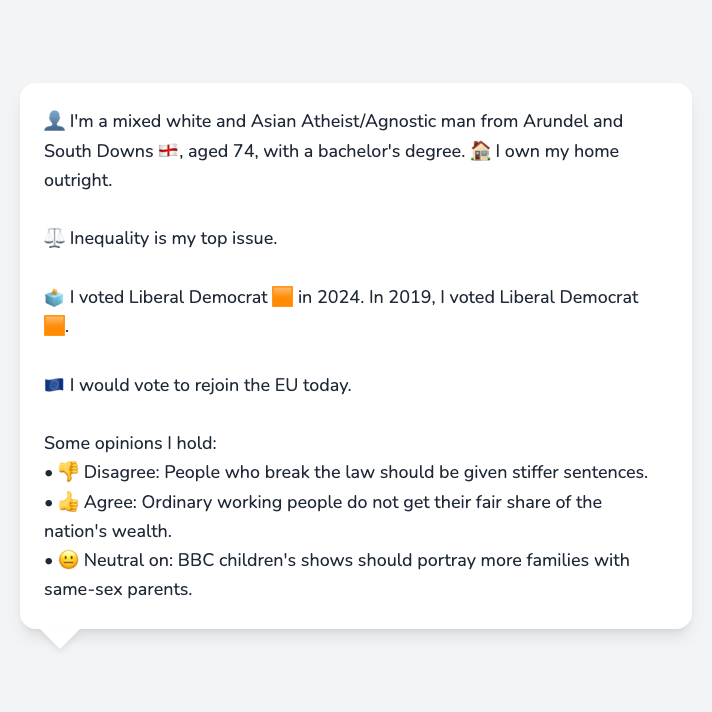 👤 I'm a mixed white and Asian Atheist/Agnostic man from Arundel and
South Downs 🏴󠁧󠁢󠁥󠁮󠁧󠁿, aged 74, with a bachelor's degree. 🏠 I own my home
outright.
⚖️ Inequality is my top issue.
🗳️ I voted Liberal Democrat 🟧 in 2024. In 2019, I voted Liberal Democrat
🟧.
🇪🇺 I would vote to rejoin the EU today.
Some opinions I hold:
• 👎 Disagree: People who break the law should be given stiffer sentences.
• 👍 Agree: Ordinary working people do not get their fair share of the
nation's wealth.
• 😐 Neutral on: BBC children's shows should portray more families with
same-sex parents.